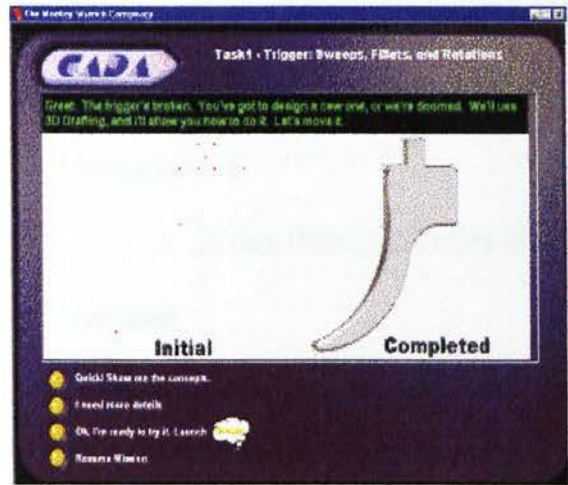 The Monkey Wrench Conspiracy
CADA
Task1 - Trigger: Sweeps, Fillets, and Rotations
Great. The trigger's broken. You've got to design a new one, or we're doomed. We'll use
3D Drafting, and I'll show you how to do it. Let's move it.
Initial
Completed
Quick! Show me the concepts.
I need more details
Ok, I'm ready to try it. Launch
Resume Mission